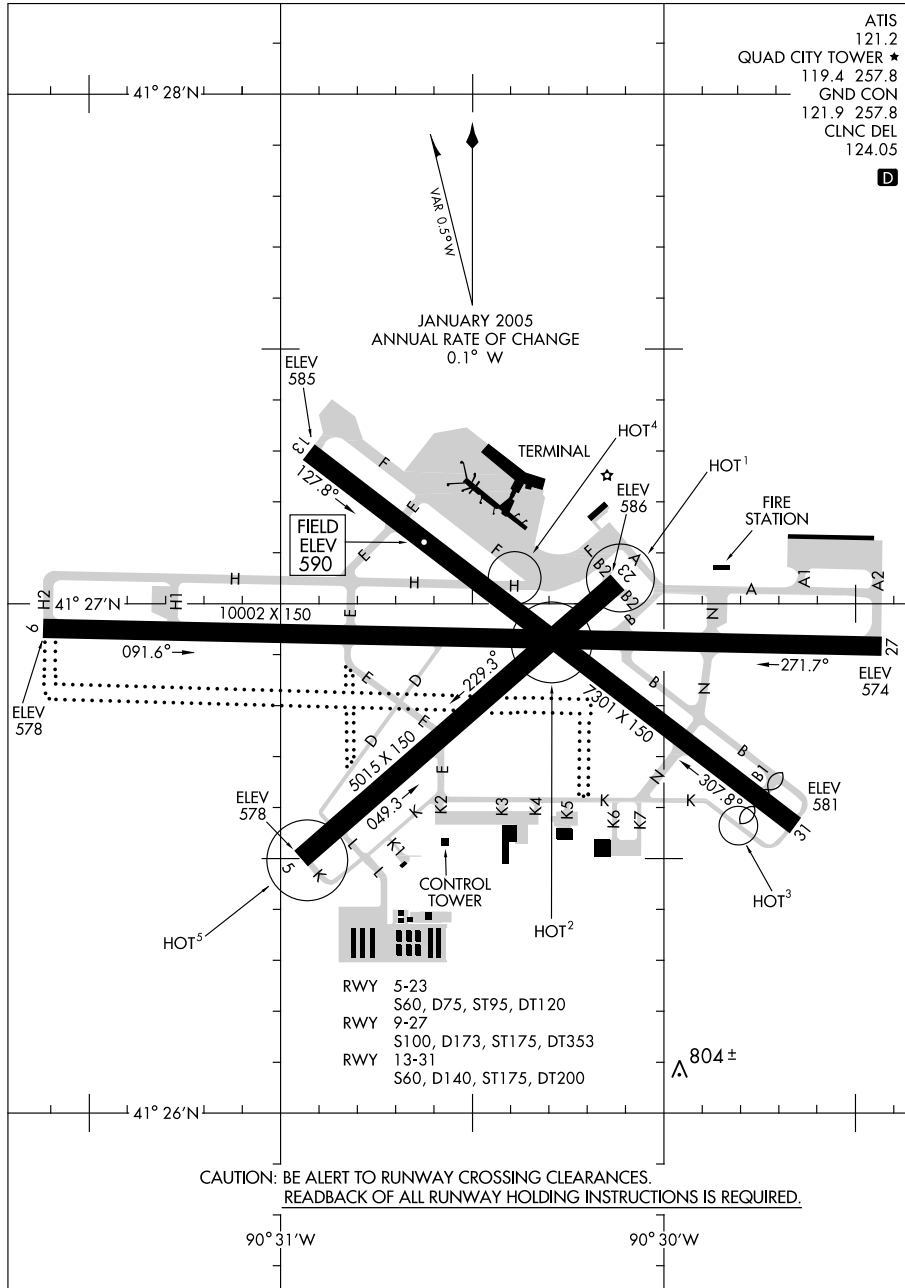 ATIS
121.2
QUAD CITY TOWER ★
119.4 257.8
GND CON
121.9 257.8
CLNC DEL
124.05
D
41° 28'N
VAR 0.5°W
JANUARY 2005
ANNUAL RATE OF CHANGE
0.1° W
ELEV
585
13
127.8°
F
TERMINAL
HOT4
HOT1
ELEV
586
FIRE
STATION
FIELD
ELEV
590
E
E
F
F
A
B2
23
H
H
H
H2
H1
E
B2
B
A
A1
A2
N
41° 27'N
10002 X 150
9
091.6°
27
271.7°
ELEV
574
ELEV
578
229.3°
7301 X 150
E
D
E
D
B
N
B
B1
5015 X 150
049.3
E
N
307.8°
ELEV
581
31
ELEV
578
5
K
L
L
K1
K
K2
K3
K4
K5
K
K6
K7
K
HOT3
CONTROL
TOWER
HOT2
HOT5
RWY 5-23
S60, D75, ST95, DT120
RWY 9-27
S100, D173, ST175, DT353
RWY 13-31
S60, D140, ST175, DT200
804 ±
41° 26'N
CAUTION: BE ALERT TO RUNWAY CROSSING CLEARANCES.
READBACK OF ALL RUNWAY HOLDING INSTRUCTIONS IS REQUIRED.
90° 31'W
90° 30'W